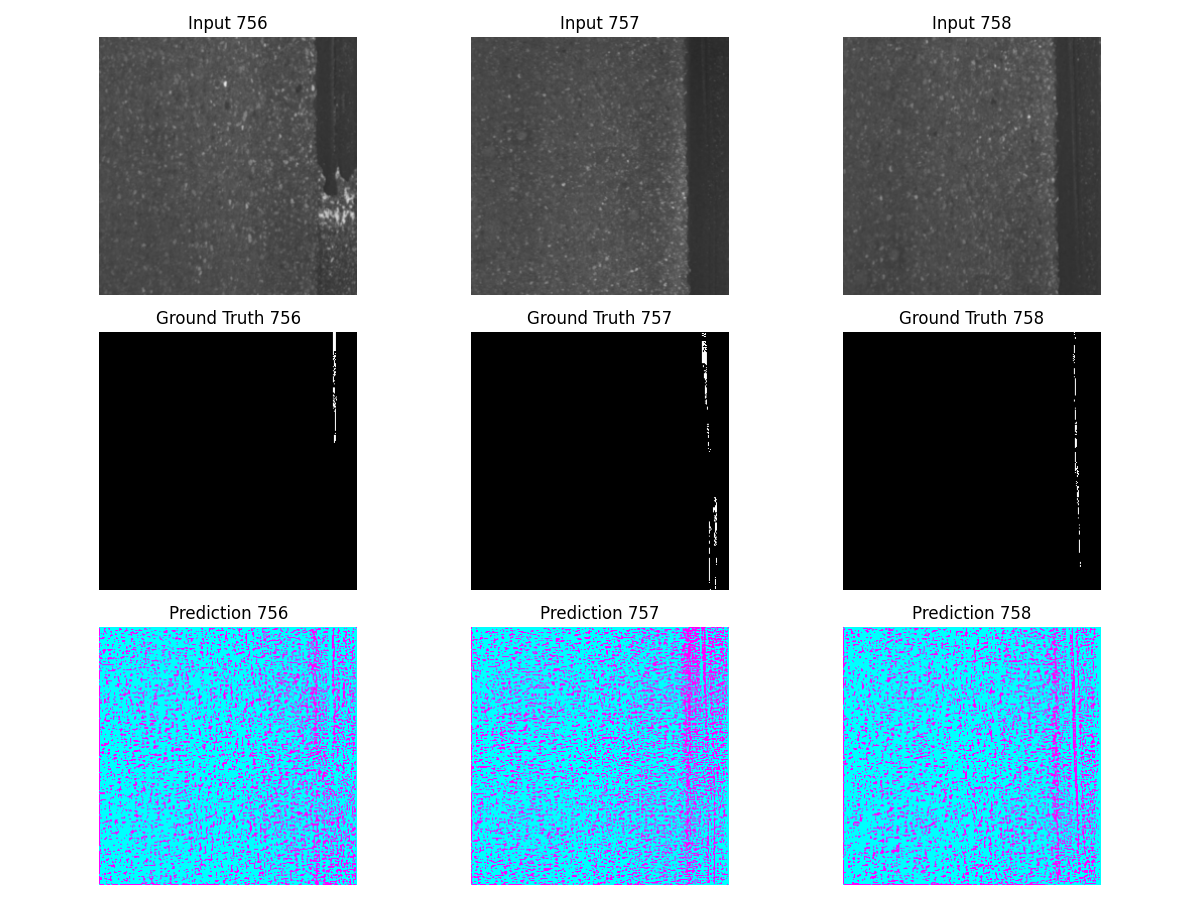 Input 756
Input 757
Input 758
Ground Truth 756
Ground Truth 757
Ground Truth 758
Prediction 756
Prediction 757
Prediction 758